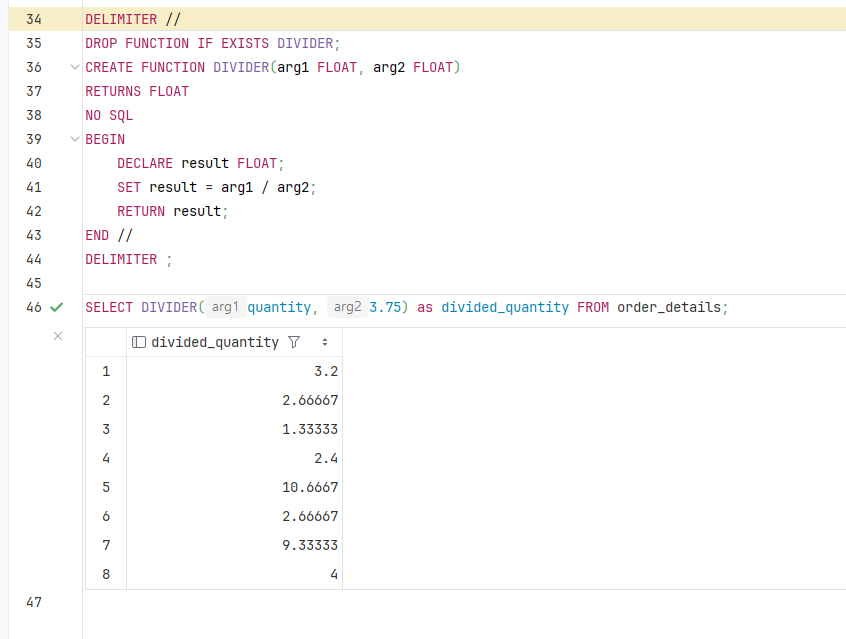 34 DELIMITER //
35 DROP FUNCTION IF EXISTS DIVIDER;
36 CREATE FUNCTION DIVIDER(arg1 FLOAT, arg2 FLOAT)
37 RETURNS FLOAT
38 NO SQL
39 BEGIN
40 DECLARE result FLOAT;
41 SET result = arg1 / arg2;
42 RETURN result;
43 END //
44 DELIMITER ;
45
46 SELECT DIVIDER( arg1 quantity, arg2 3.75) as divided_quantity FROM order_details;
divided_quantity
1 3.2
2 2.66667
3 1.33333
4 2.4
5 10.6667
6 2.66667
7 9.33333
8 4
47